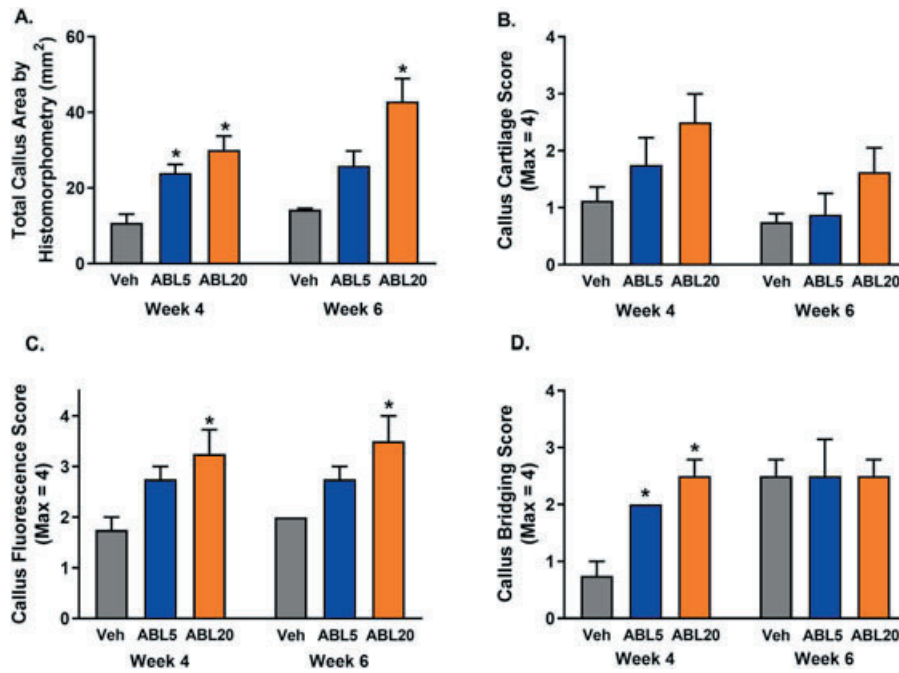 A.
Total Callus Area by
Histomorphometry (mm²)
60
40
20
0
*
*
*
Veh ABL5 ABL20
Veh ABL5 ABL20
Week 4
Week 6
B.
Callus Cartilage Score
(Max = 4)
4
3
2
1
0
Veh ABL5 ABL20
Veh ABL5 ABL20
Week 4
Week 6
C.
Callus Fluorescence Score
(Max = 4)
4
3
2
1
0
*
*
Veh ABL5 ABL20
Veh ABL5 ABL20
Week 4
Week 6
D.
Callus Bridging Score
(Max = 4)
4
3
2
1
0
*
*
Veh ABL5 ABL20
Veh ABL5 ABL20
Week 4
Week 6